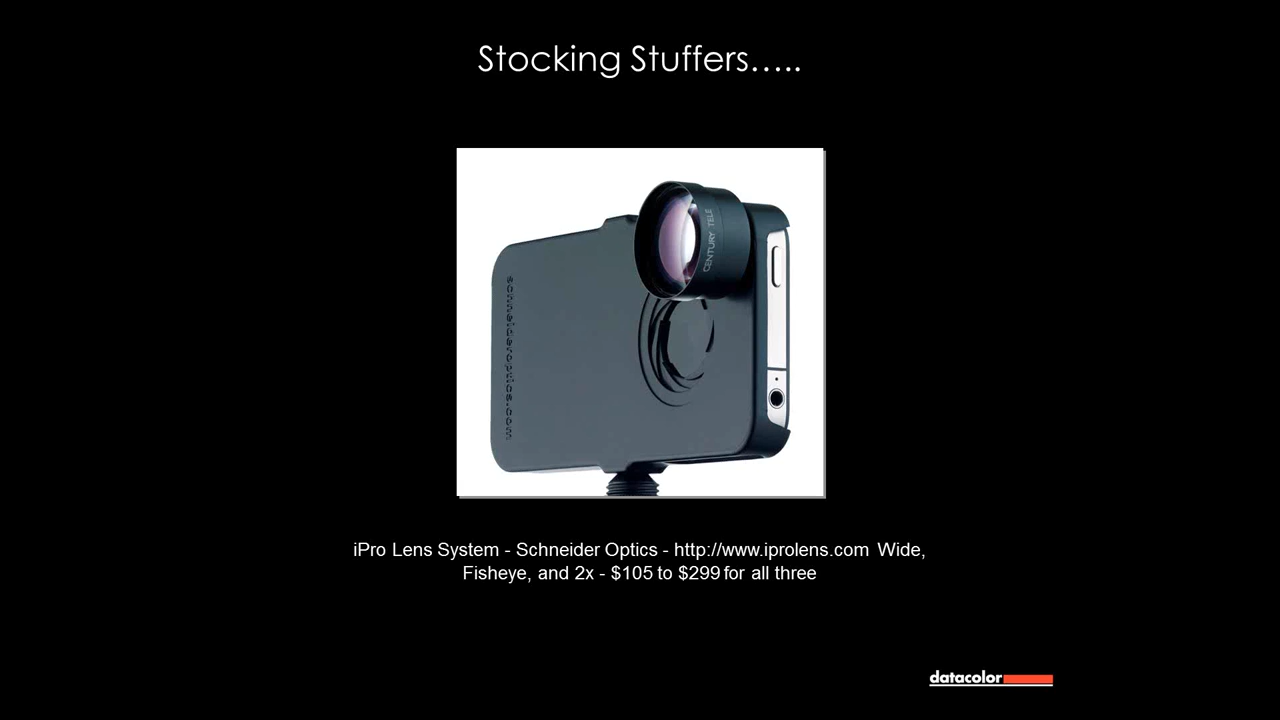 Stocking Stuffers.....
CENTURY TELE
schneideroptics.com
iPro Lens System - Schneider Optics - http://www.iprolens.com Wide,
Fisheye, and 2x - $105 to $299 for all three
datacolor